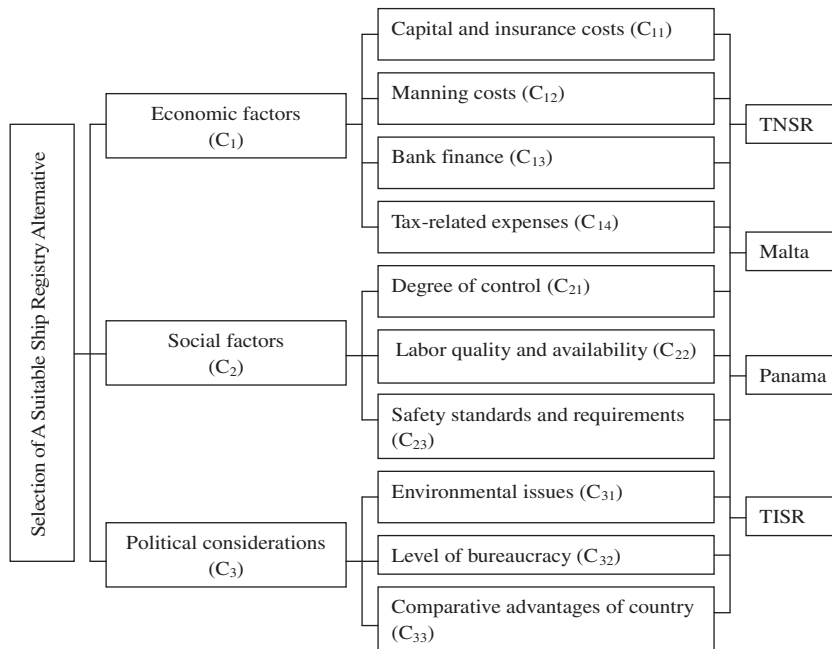 Selection of A Suitable Ship Registry Alternative
Economic factors
(C₁)
Capital and insurance costs (C₁₁)
Manning costs (C₁₂)
Bank finance (C₁₃)
Tax-related expenses (C₁₄)
Social factors
(C₂)
Degree of control (C₂₁)
Labor quality and availability (C₂₂)
Safety standards and requirements
(C₂₃)
Political considerations
(C₃)
Environmental issues (C₃₁)
Level of bureaucracy (C₃₂)
Comparative advantages of country
(C₃₃)
TNSR
Malta
Panama
TISR